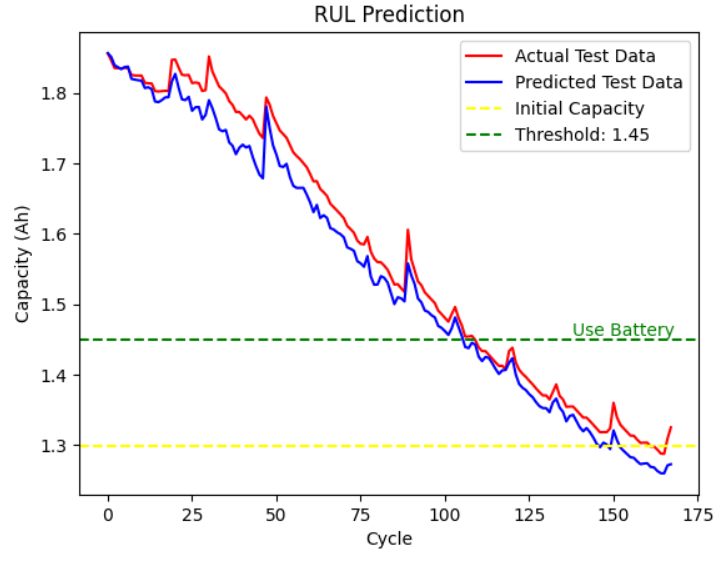 RUL Prediction
Actual Test Data
Predicted Test Data
Initial Capacity
Threshold: 1.45
Capacity (Ah)
1.8
1.7
1.6
1.5
1.4
1.3
Use Battery
0
25
50
75
100
125
150
175
Cycle